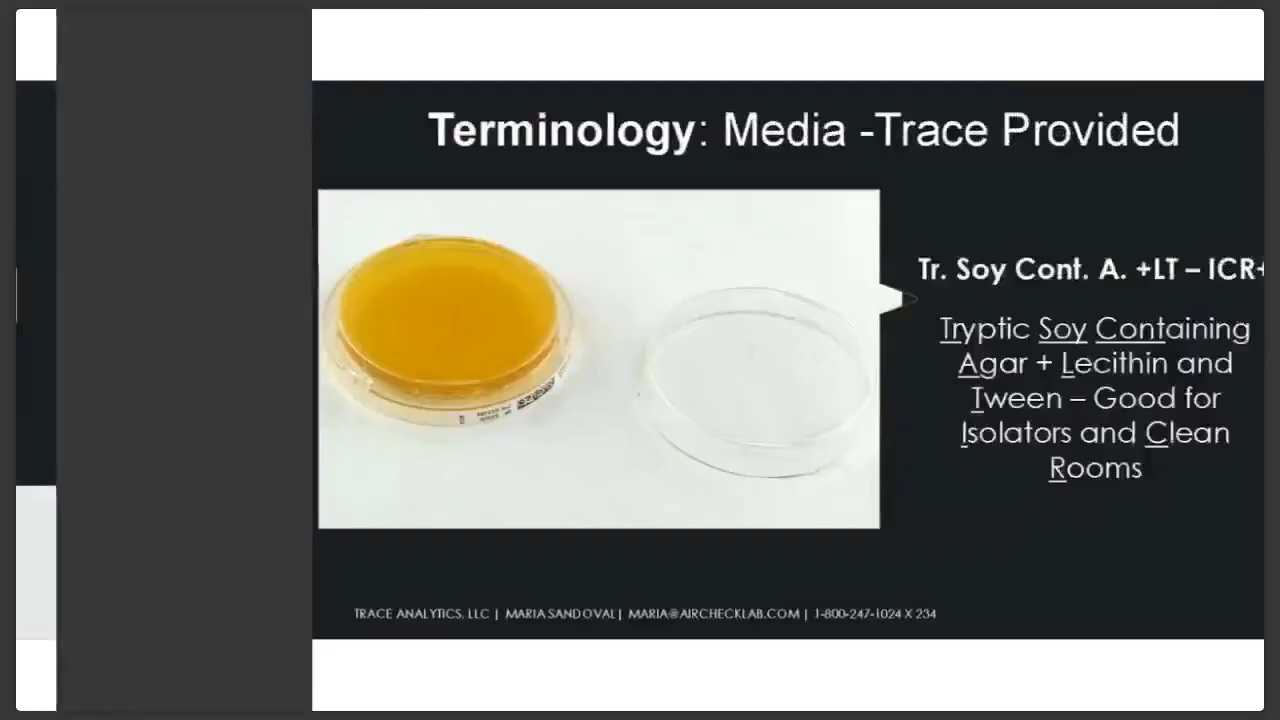 Terminology: Media -Trace Provided
Tr. Soy Cont. A. +LT – ICR+
Tryptic Soy Containing
Agar + Lecithin and
Tween – Good for
Isolators and Clean
Rooms
TRACE ANALYTICS, LLC | MARIA SANDOVAL| MARIA@AIRCHECKLAB.COM | 1-800-247-1024 X 234